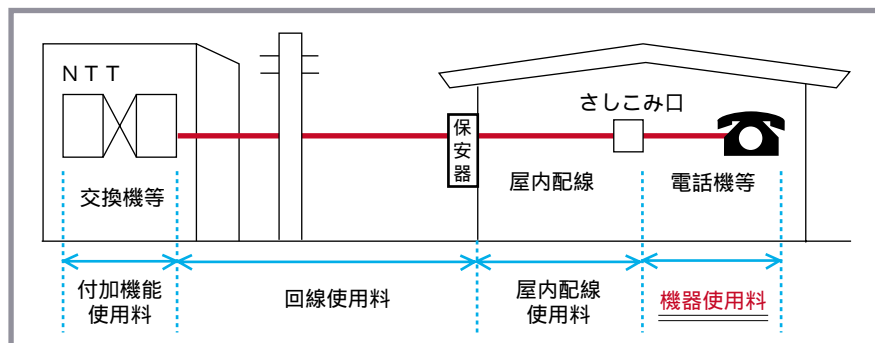 NTT
交換機等
保安器
さしこみ口
屋内配線
電話機等
付加機能
使用料
回線使用料
屋内配線
使用料
機器使用料